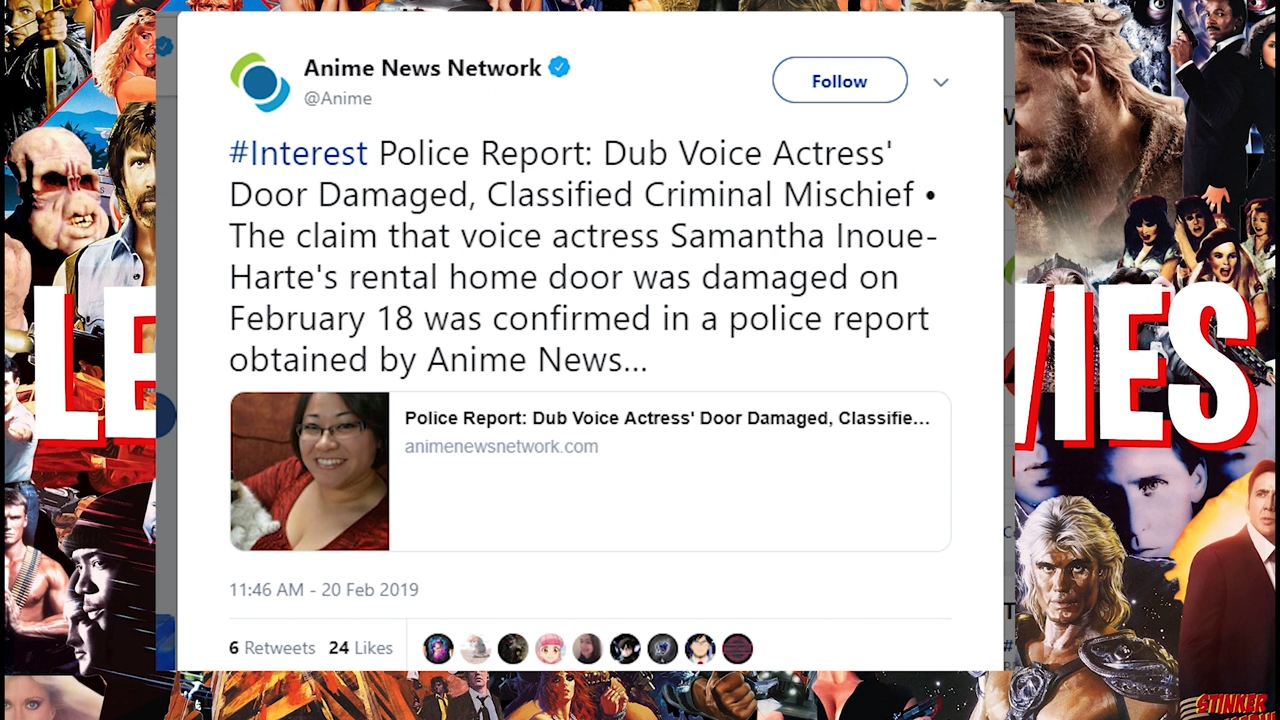 Anime News Network
@Anime
Follow
#Interest Police Report: Dub Voice Actress'
Door Damaged, Classified Criminal Mischief •
The claim that voice actress Samantha Inoue-
Harte's rental home door was damaged on
February 18 was confirmed in a police report
obtained by Anime News...
Police Report: Dub Voice Actress' Door Damaged, Classifie...
animenewsnetwork.com
11:46 AM - 20 Feb 2019
6 Retweets 24 Likes
LE
VIES
STINKER